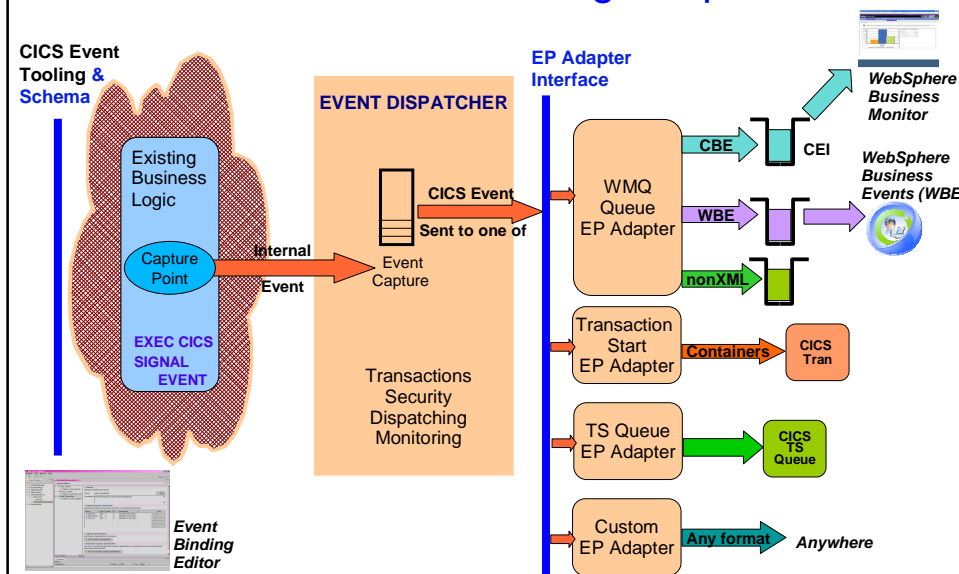 CICS Event
Tooling &
Schema
Existing
Business
Logic
Capture
Point
EXEC CICS
SIGNAL
EVENT
Internal
Event
EVENT DISPATCHER
Event
Capture
CICS Event
Sent to one of
Transactions
Security
Dispatching
Monitoring
EP Adapter
Interface
WMQ
Queue
EP Adapter
CBE
CEI
WBE
nonXML
WebSphere
Business
Monitor
WebSphere
Business
Events (WBE
Transaction
Start
EP Adapter
Containers
CICS
Tran
TS Queue
EP Adapter
CICS
TS
Queue
Custom
EP Adapter
Any format
Anywhere
Event
Binding
Editor